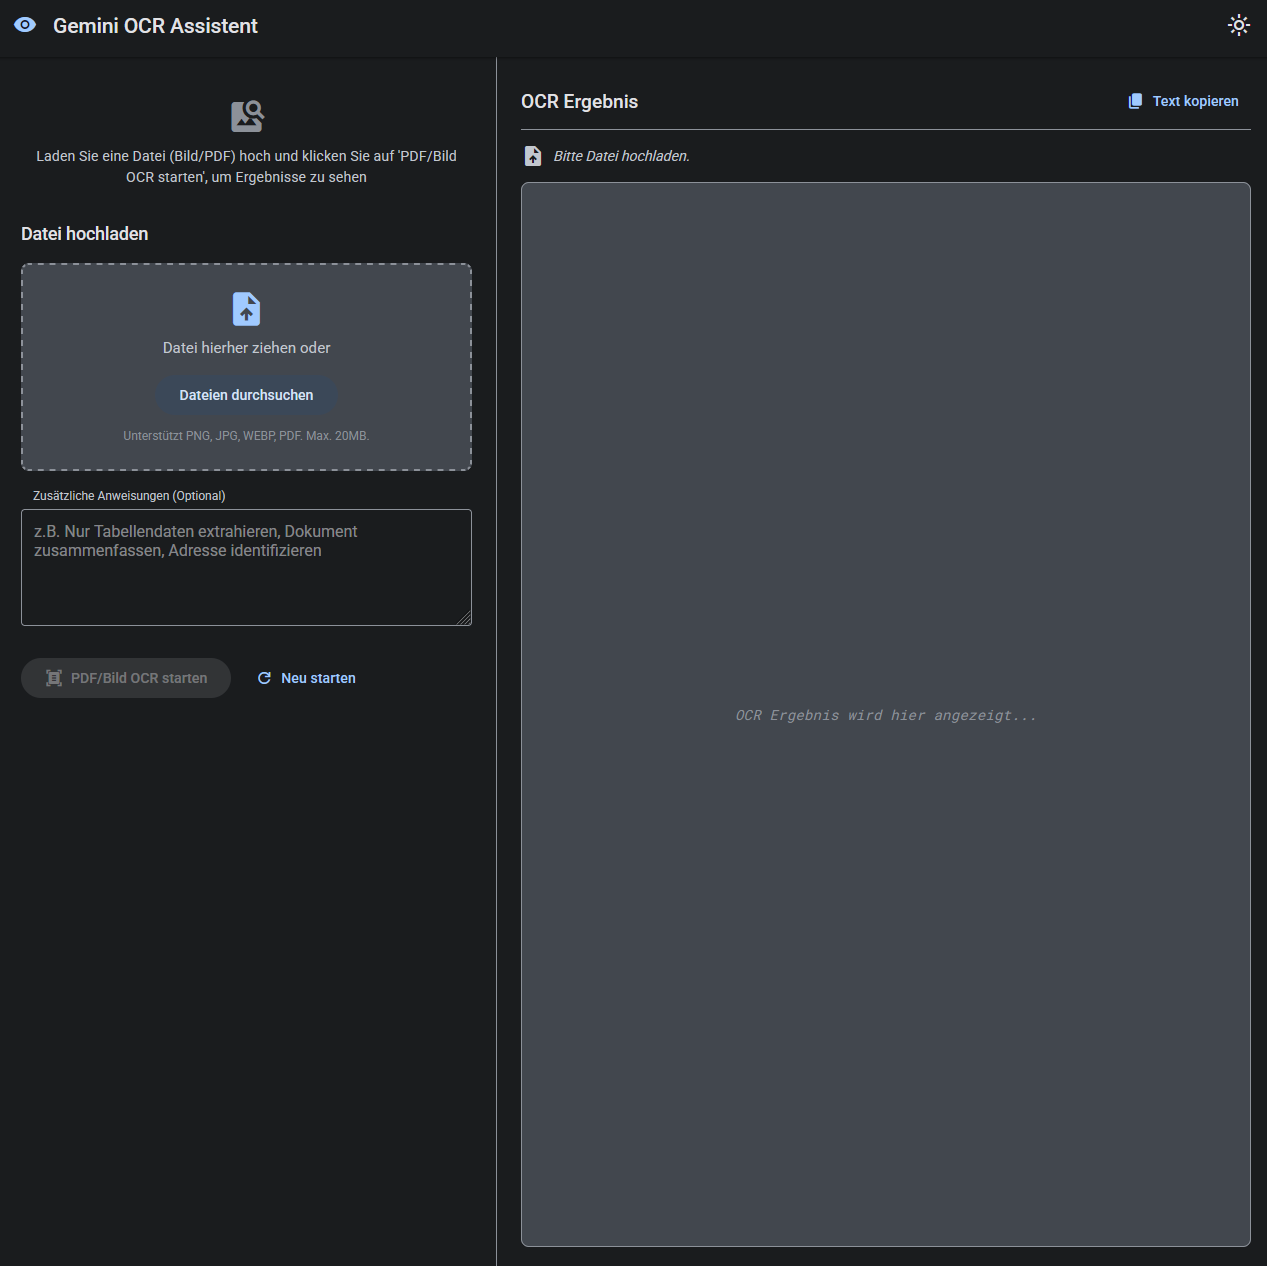 Gemini OCR Assistent
Laden Sie eine Datei (Bild/PDF) hoch und klicken Sie auf 'PDF/Bild
OCR starten', um Ergebnisse zu sehen
Datei hochladen
Datei hierher ziehen oder
Dateien durchsuchen
Unterstützt PNG, JPG, WEBP, PDF. Max. 20MB.
Zusätzliche Anweisungen (Optional)
z.B. Nur Tabellendaten extrahieren, Dokument
zusammenfassen, Adresse identifizieren
PDF/Bild OCR starten
Neu starten
OCR Ergebnis
Text kopieren
Bitte Datei hochladen.
OCR Ergebnis wird hier angezeigt...